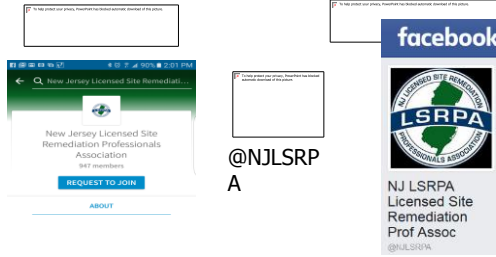 To help protect your privacy, PowerPoint has blocked automatic download of this picture.
To help protect your privacy, PowerPoint has blocked automatic download of this picture.
facebook
4G 90% 2:01 PM
New Jersey Licensed Site Remediati...
New Jersey Licensed Site
Remediation Professionals
Association
947 members
REQUEST TO JOIN
ABOUT
To help protect your privacy, PowerPoint has blocked
automatic download of this picture.
@NJLSRP
A
NJ LICENSED SITE REMEDIATION
LSRPA
PROFESSIONALS ASSOCIATION
NJ LSRPA
Licensed Site
Remediation
Prof Assoc
@NJLSRPA